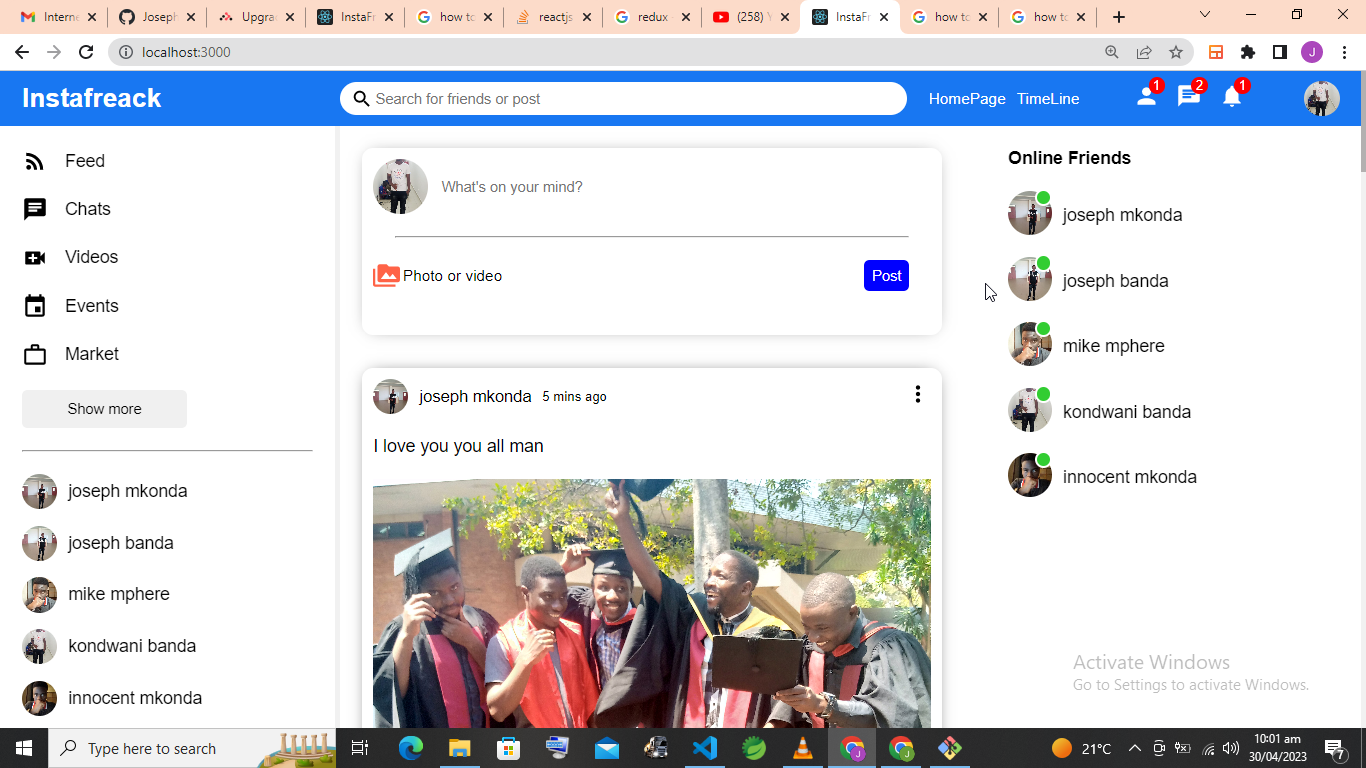 Interne
Joseph
Upgra
InstaFr
how to
reactjs
redux
(258) Y
InstaFr
how to
how to
localhost:3000
J
Instafreack
Search for friends or post
HomePage TimeLine
1
2
1
Feed
Chats
Videos
Events
Market
Show more
joseph mkonda
joseph banda
mike mphere
kondwani banda
innocent mkonda
What's on your mind?
Photo or video
Post
joseph mkonda 5 mins ago
I love you you all man
Online Friends
joseph mkonda
joseph banda
mike mphere
kondwani banda
innocent mkonda
Activate Windows
Go to Settings to activate Windows.
Type here to search
21°C
10:01 am
30/04/2023
7